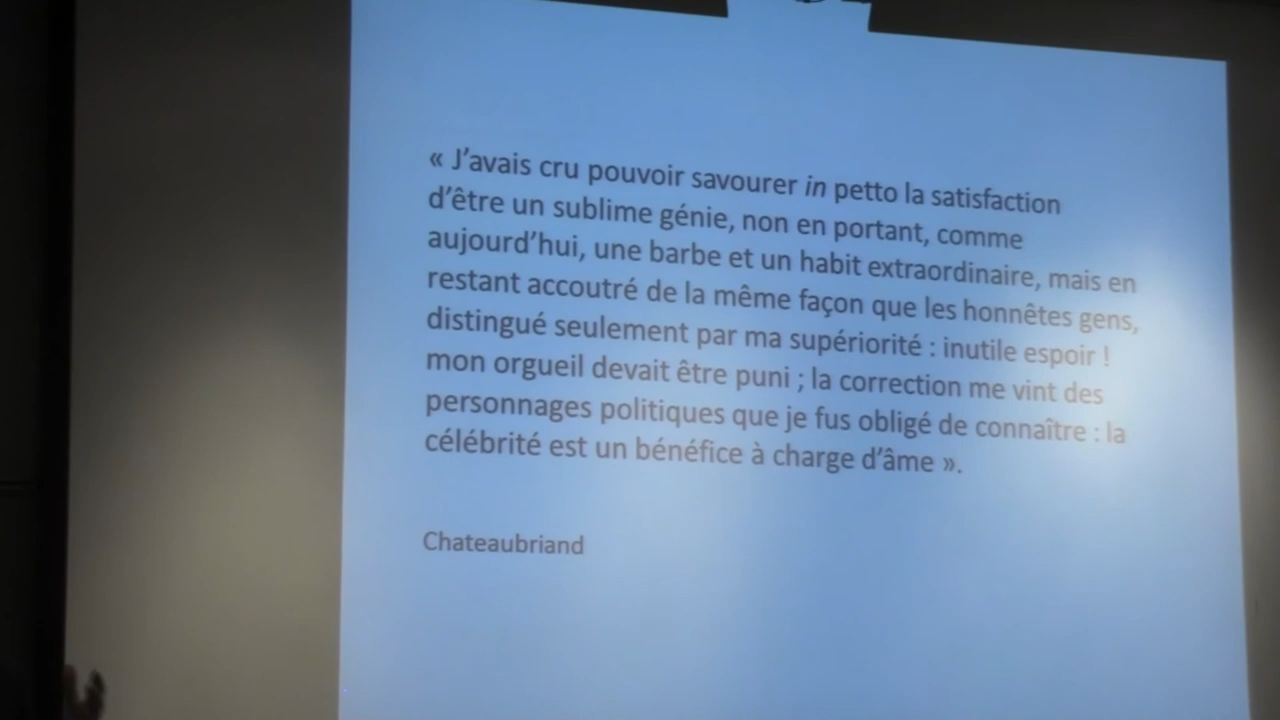 « J’avais cru pouvoir savourer in petto la satisfaction
d’être un sublime génie, non en portant, comme
aujourd’hui, une barbe et un habit extraordinaire, mais en
restant accoutré de la même façon que les honnêtes gens,
distingué seulement par ma supériorité : inutile espoir !
mon orgueil devait être puni ; la correction me vint des
personnages politiques que je fus obligé de connaître : la
célébrité est un bénéfice à charge d’âme ».
Chateaubriand